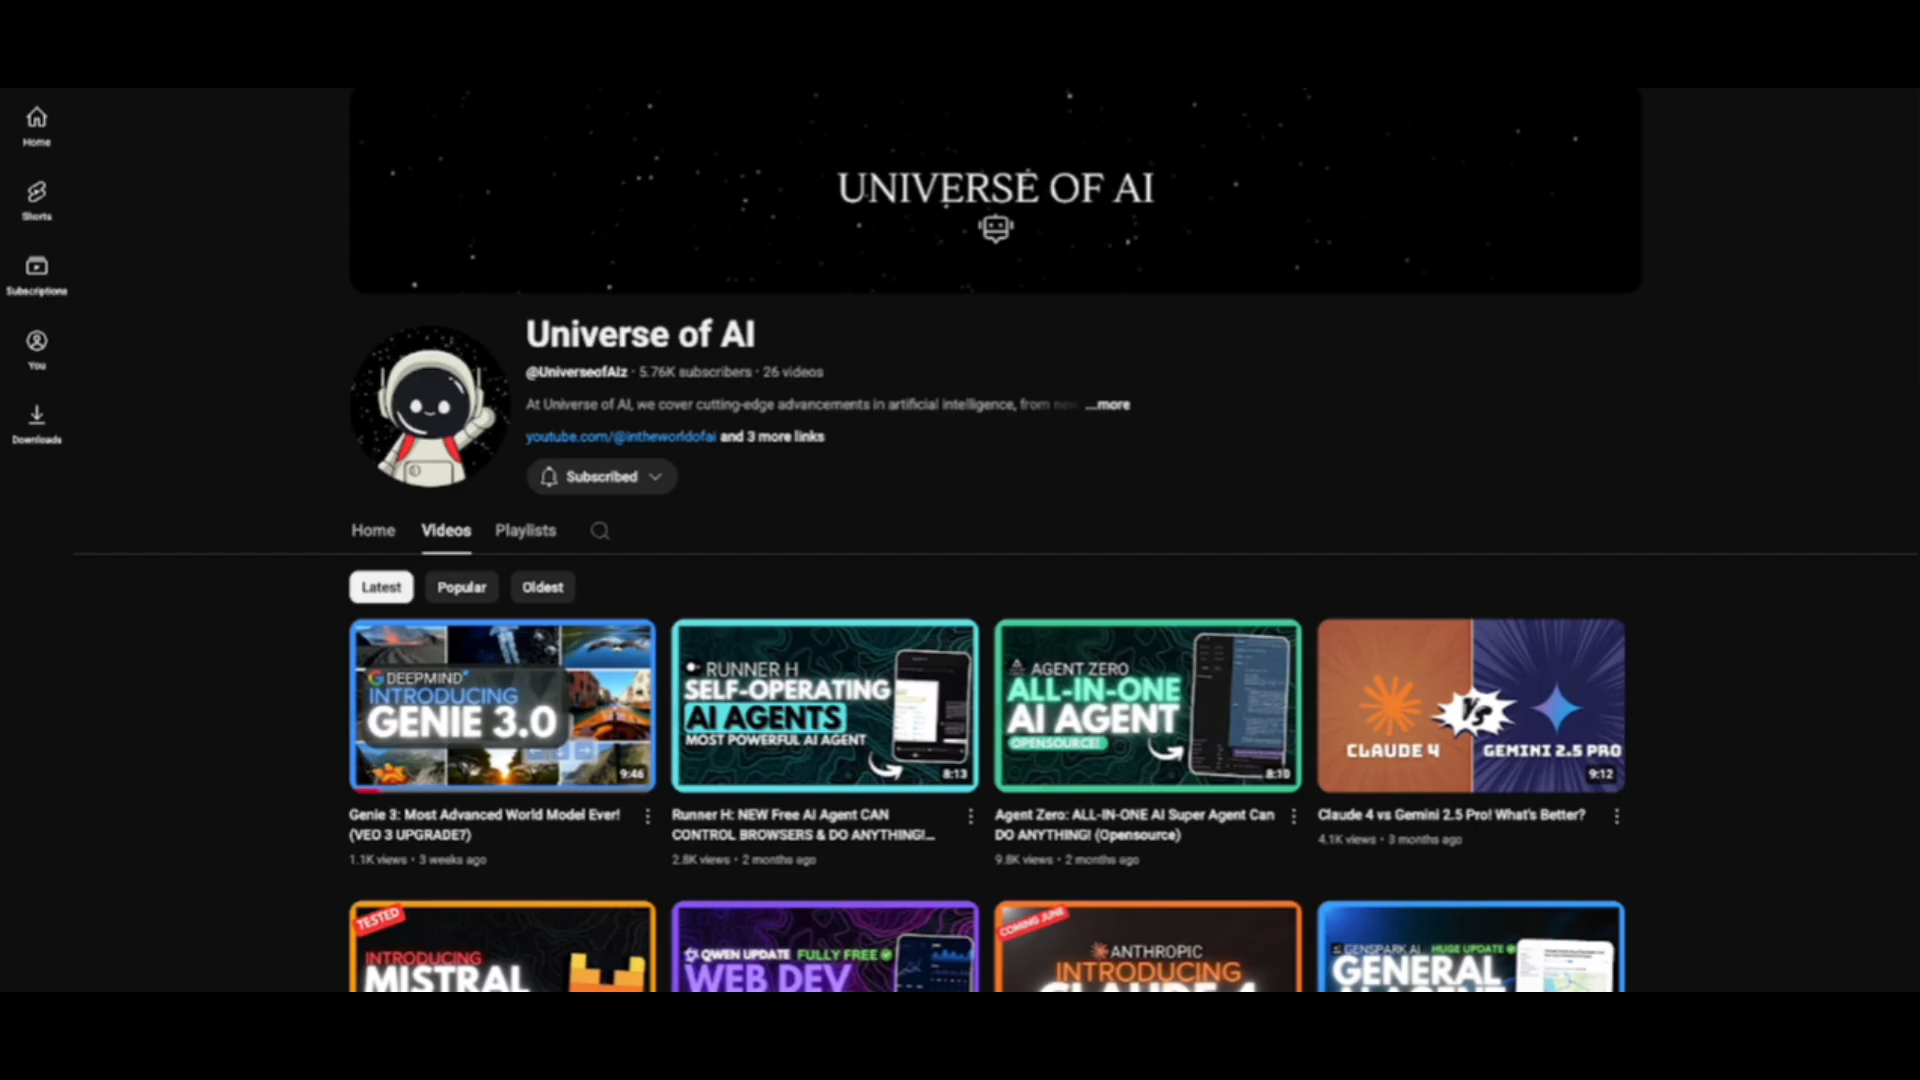 Home
Shorts
Subscriptions
You
Downloads
UNIVERSE OF AI
Universe of AI
@UniverseofAIz · 5.76K subscribers · 26 videos
At Universe of AI, we cover cutting-edge advancements in artificial intelligence, from new ...more
youtube.com/@intheworldofai and 3 more links
Subscribed
Home Videos Playlists
Latest Popular Oldest
DEEPMIND
INTRODUCING
GENIE 3.0
9:46
RUNNER H
SELF-OPERATING
AI AGENTS
MOST POWERFUL AI AGENT
8:13
AGENT ZERO
ALL-IN-ONE
AI AGENT
OPENSOURCE!
8:10
VS
CLAUDE 4
GEMINI 2.5 PRO
9:12
Genie 3: Most Advanced World Model Ever!
(VEO 3 UPGRADE?)
1.1K views · 3 weeks ago
Runner H: NEW Free AI Agent CAN
CONTROL BROWSERS & DO ANYTHING!...
2.8K views · 2 months ago
Agent Zero: ALL-IN-ONE AI Super Agent Can
DO ANYTHING! (Opensource)
9.8K views · 2 months ago
Claude 4 vs Gemini 2.5 Pro! What's Better?
4.1K views · 3 months ago
TESTED
INTRODUCING
MISTRAL
QWEN UPDATE FULLY FREE
WEB DEV
COMING JUNE
ANTHROPIC
INTRODUCING
CLAUDE 4
GENSPARK AI HUGE UPDATE
GENERAL
AI AGENT